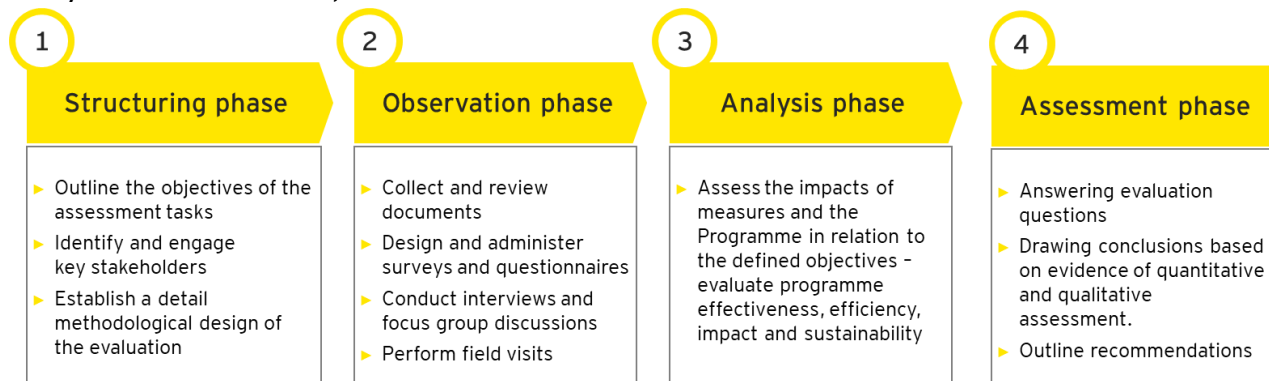 1
Structuring phase
Outline the objectives of the
assessment tasks
Identify and engage
key stakeholders
Establish a detail
methodological design of
the evaluation
2
Observation phase
Collect and review
documents
Design and administer
surveys and questionnaires
Conduct interviews and
focus group discussions
Perform field visits
3
Analysis phase
Assess the impacts of
measures and the
Programme in relation to
the defined objectives –
evaluate programme
effectiveness, efficiency,
impact and sustainability
4
Assessment phase
Answering evaluation
questions
Drawing conclusions based
on evidence of quantitative
and qualitative
assessment.
Outline recommendations